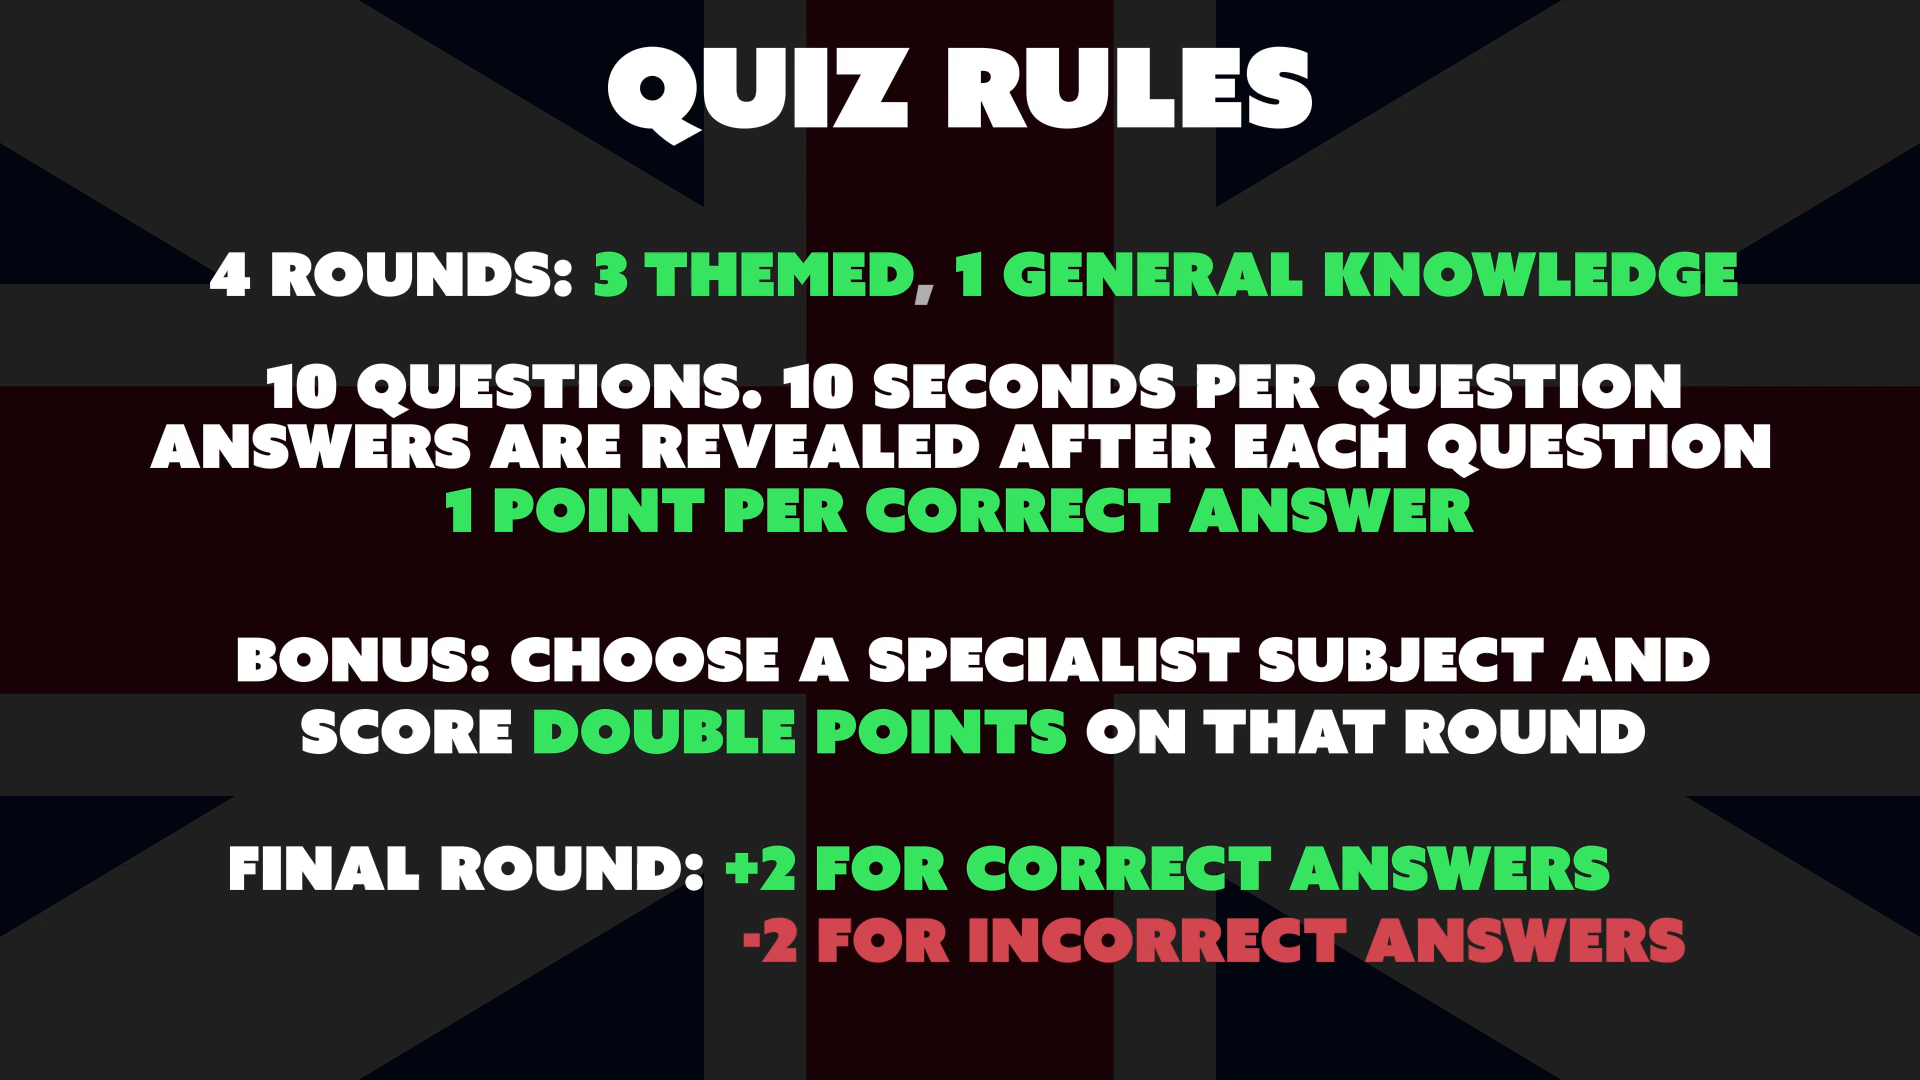 QUIZ RULES
4 ROUNDS: 3 THEMED, 1 GENERAL KNOWLEDGE
10 QUESTIONS. 10 SECONDS PER QUESTION
ANSWERS ARE REVEALED AFTER EACH QUESTION
1 POINT PER CORRECT ANSWER
BONUS: CHOOSE A SPECIALIST SUBJECT AND
SCORE DOUBLE POINTS ON THAT ROUND
FINAL ROUND: +2 FOR CORRECT ANSWERS
-2 FOR INCORRECT ANSWERS